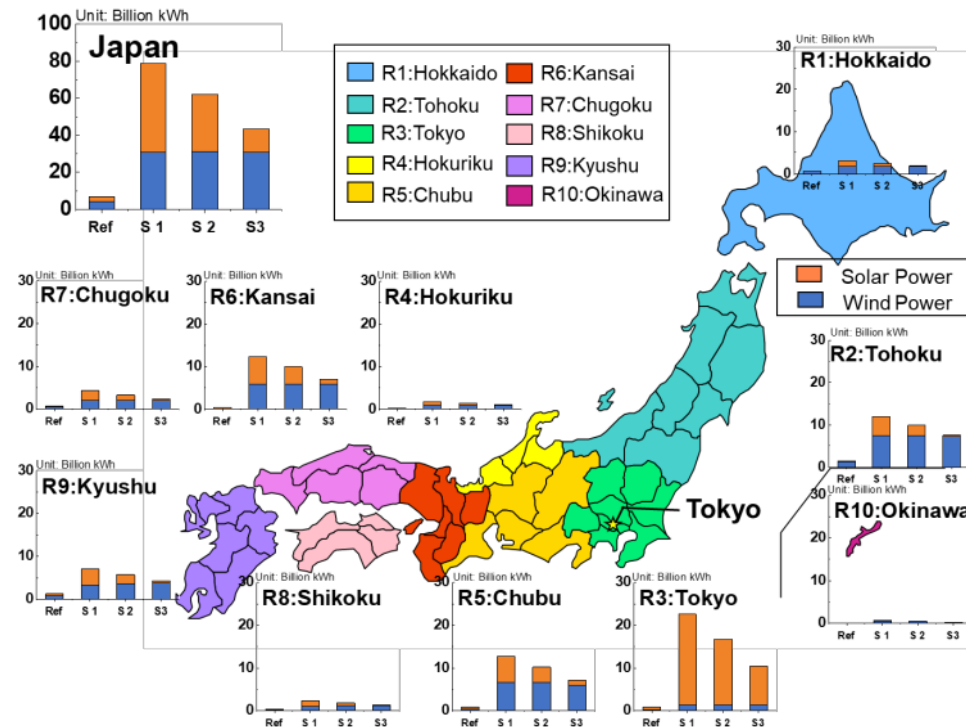 Unit: Billion kWh
Japan
100
80
60
40
20
0
Ref S 1 S 2 S3
R1:Hokkaido
R2:Tohoku
R3:Tokyo
R4:Hokuriku
R5:Chubu
R6:Kansai
R7:Chugoku
R8:Shikoku
R9:Kyushu
R10:Okinawa
Unit: Billion kWh
R1:Hokkaido
30
20
10
0
Ref S 1 S 2 S3
Solar Power
Wind Power
Unit: Billion kWh
R7:Chugoku
30
20
10
0
Ref S 1 S 2 S3
Unit: Billion kWh
R6:Kansai
30
20
10
0
Ref S 1 S 2 S3
Unit: Billion kWh
R4:Hokuriku
30
20
10
0
Ref S 1 S 2 S3
Unit: Billion kWh
R2:Tohoku
30
20
10
0
Ref S 1 S 2 S3
Unit: Billion kWh
R9:Kyushu
30
20
10
0
Ref S 1 S 2 S3
Tokyo
Unit: Billion kWh
R10:Okinawa
30
20
10
0
Ref S 1 S 2 S3
Unit: Billion kWh
R8:Shikoku
30
20
10
0
Ref S 1 S 2 S3
Unit: Billion kWh
R5:Chubu
30
20
10
0
Ref S 1 S 2 S3
Unit: Billion kWh
R3:Tokyo
30
20
10
0
Ref S 1 S 2 S3